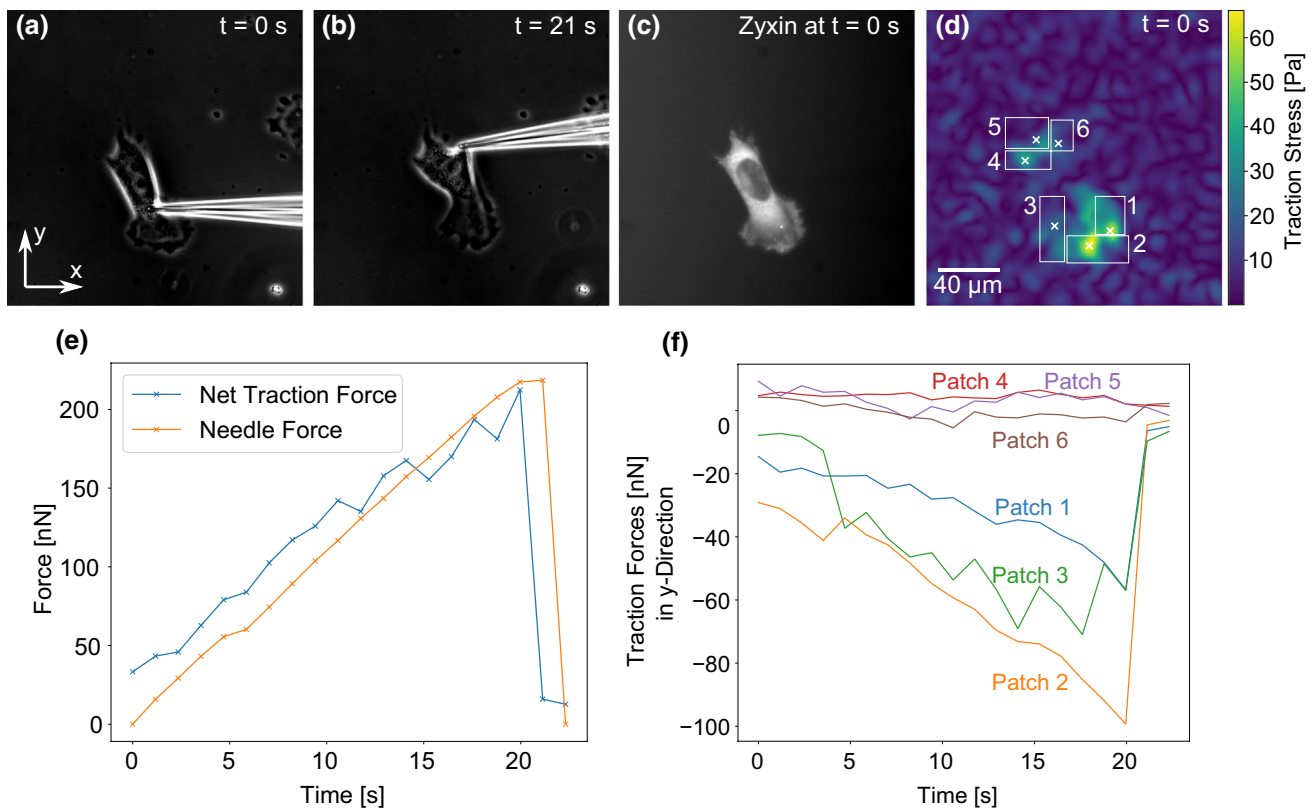 (a)
t = 0 s
y
x
(b)
t = 21 s
(c)
Zyxin at t = 0 s
(d)
t = 0 s
5
6
4
3
1
2
40 µm
60
50
40
30
20
10
Traction Stress [Pa]
(e)
Net Traction Force
Needle Force
200
150
100
50
0
Force [nN]
0
5
10
15
20
Time [s]
(f)
Patch 4
Patch 5
Patch 6
Patch 1
Patch 3
Patch 2
0
−20
−40
−60
−80
−100
Traction Forces [nN]
in y-Direction
0
5
10
15
20
Time [s]